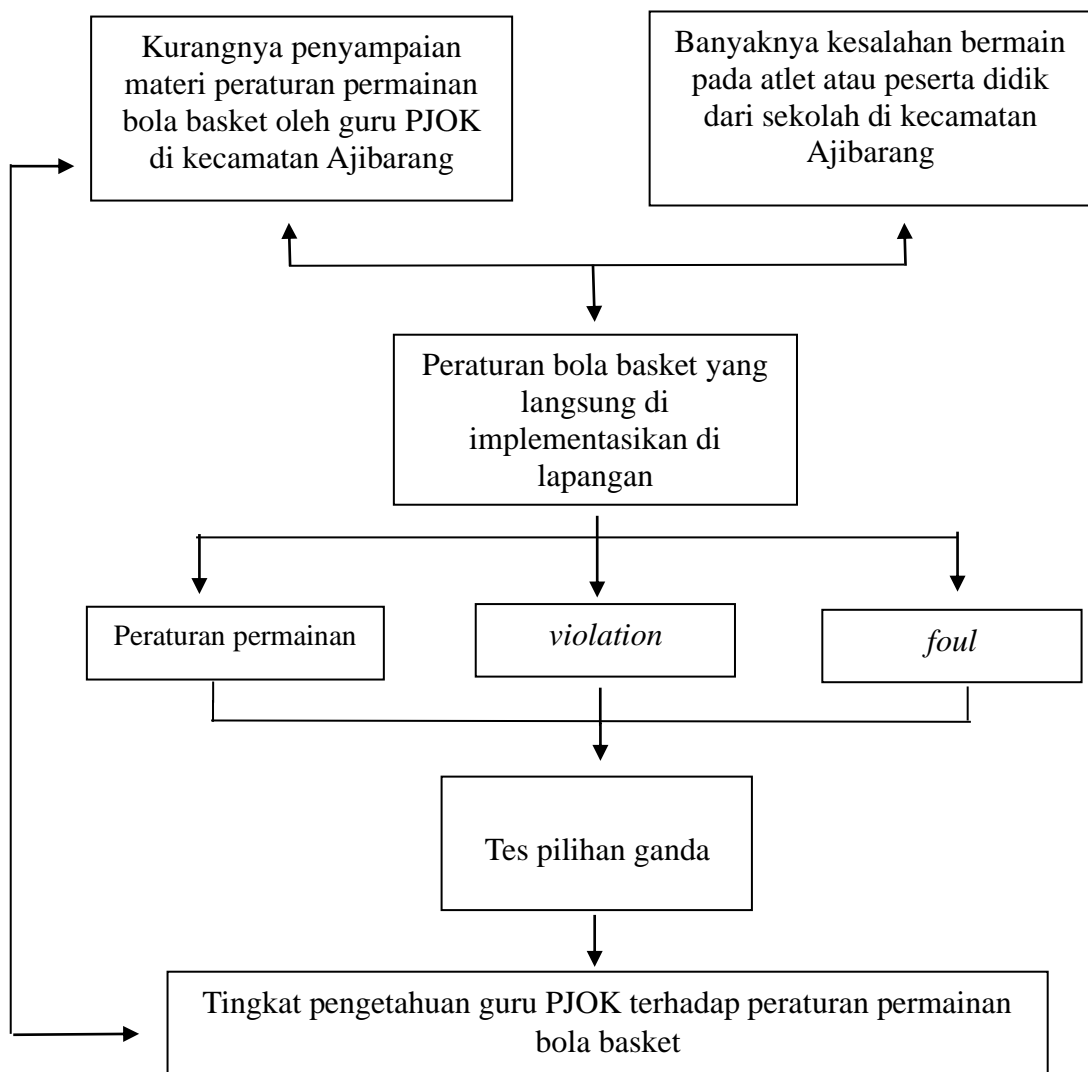 Kurangnya penyampaian
materi peraturan permainan
bola basket oleh guru PJOK
di kecamatan Ajibarang
Banyaknya kesalahan bermain
pada atlet atau peserta didik
dari sekolah di kecamatan
Ajibarang
Peraturan bola basket yang
langsung di
implementasikan di
lapangan
Peraturan permainan
violation
foul
Tes pilihan ganda
Tingkat pengetahuan guru PJOK terhadap peraturan permainan
bola basket